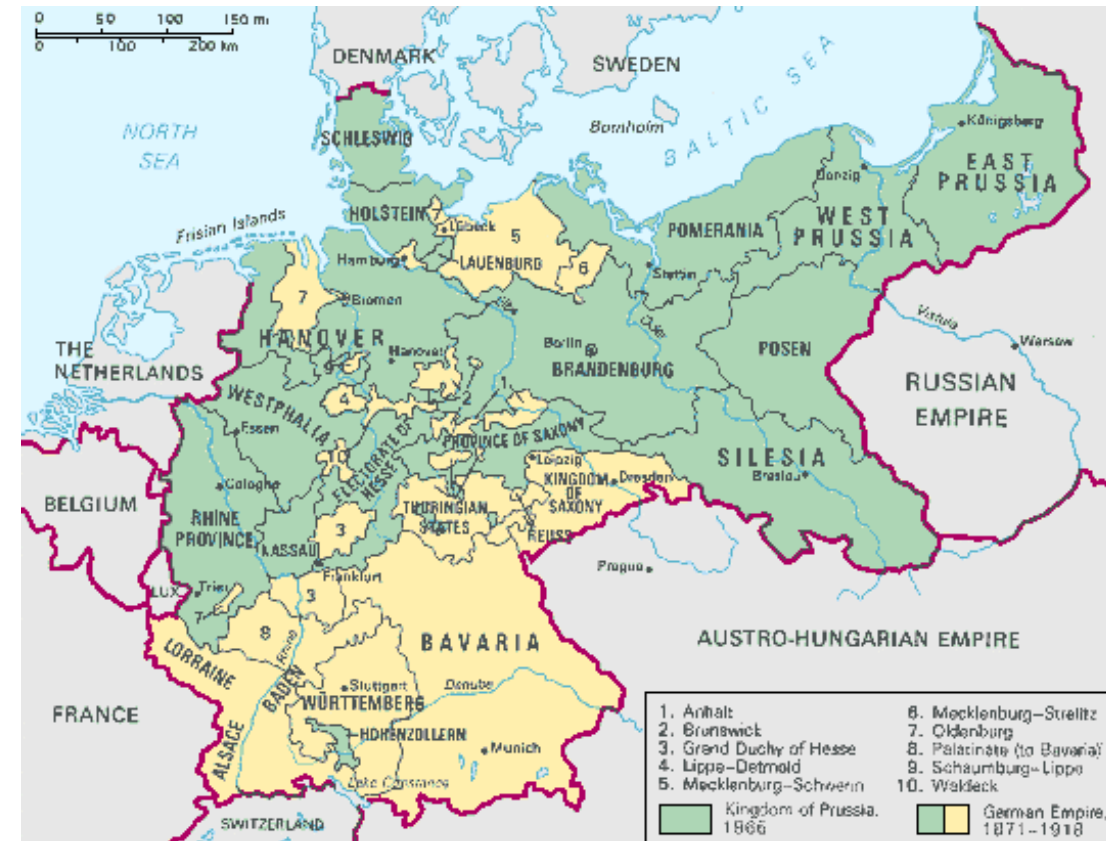 0 50 100 150 mi
0 100 200 km
DENMARK
SWEDEN
NORTH
SEA
BALTIC SEA
Bornholm
SCHLESWIG
Königsberg
EAST
PRUSSIA
Danzig
HOLSTEIN
7
Lübeck
WEST
PRUSSIA
POMERANIA
Frisian Islands
5
Hamburg
LAUENBURG
6
Stettin
7
Bremen
Elbe
Oder
Vistula
HANOVER
THE
NETHERLANDS
9
Hanover
Berlin
BRANDENBURG
POSEN
Warsaw
RUSSIAN
EMPIRE
WESTPHALIA
4
2
1
Essen
ELECTORATE OF
HESSE
PROVINCE OF SAXONY
10
Leipzig
SILESIA
Cologne
KINGDOM
OF
SAXONY
Dresden
Breslau
BELGIUM
RHINE
PROVINCE
3
THURINGIAN
STATES
REUSS
NASSAU
Frankfurt
Prague
LUX.
Trier
3
7
8
LORRAINE
Rhine
BAVARIA
AUSTRO-HUNGARIAN EMPIRE
BADEN
Stuttgart
WÜRTTEMBERG
Danube
FRANCE
ALSACE
HOHENZOLLERN
Munich
Lake Constance
SWITZERLAND
1. Anhalt
2. Brunswick
3. Grand Duchy of Hesse
4. Lippe-Detmold
5. Mecklenburg-Schwerin
6. Mecklenburg-Strelitz
7. Oldenburg
8. Palatinate (to Bavaria)
9. Schaumburg-Lippe
10. Waldeck
Kingdom of Prussia,
1966
German Empire,
1871-1918